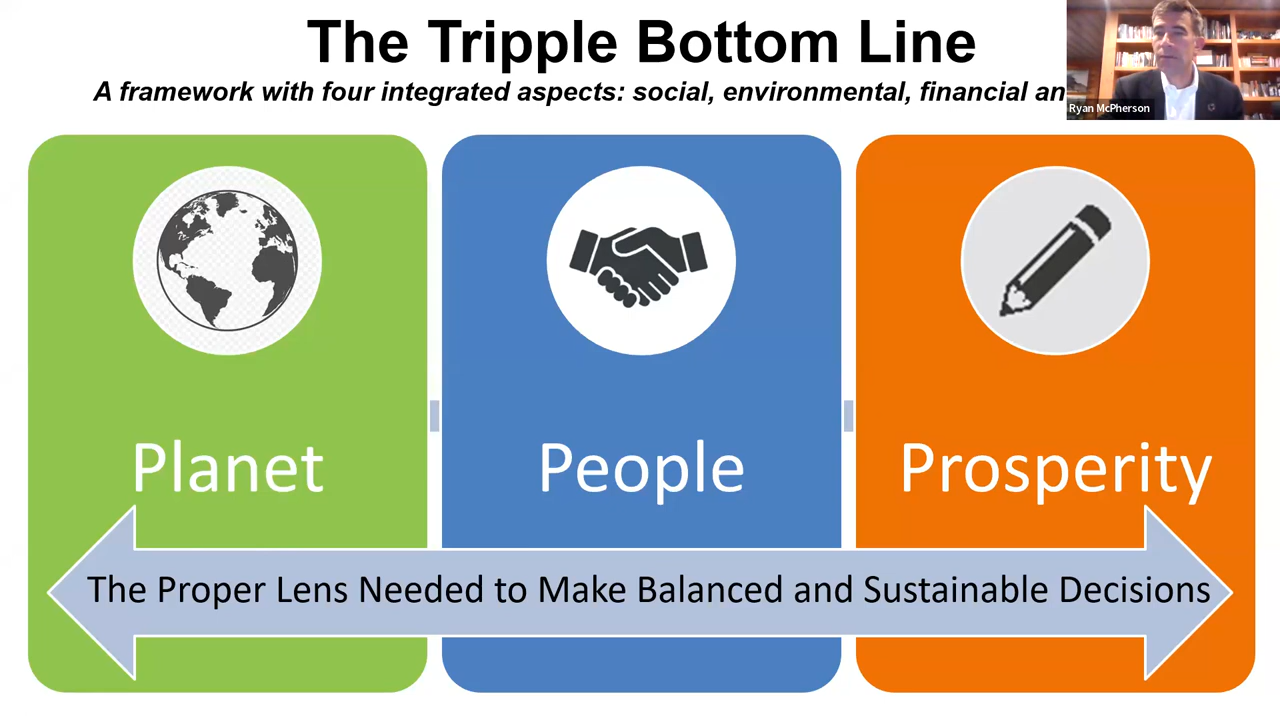 The Tripple Bottom Line
A framework with four integrated aspects: social, environmental, financial an
Ryan McPherson
Planet
People
Prosperity
The Proper Lens Needed to Make Balanced and Sustainable Decisions